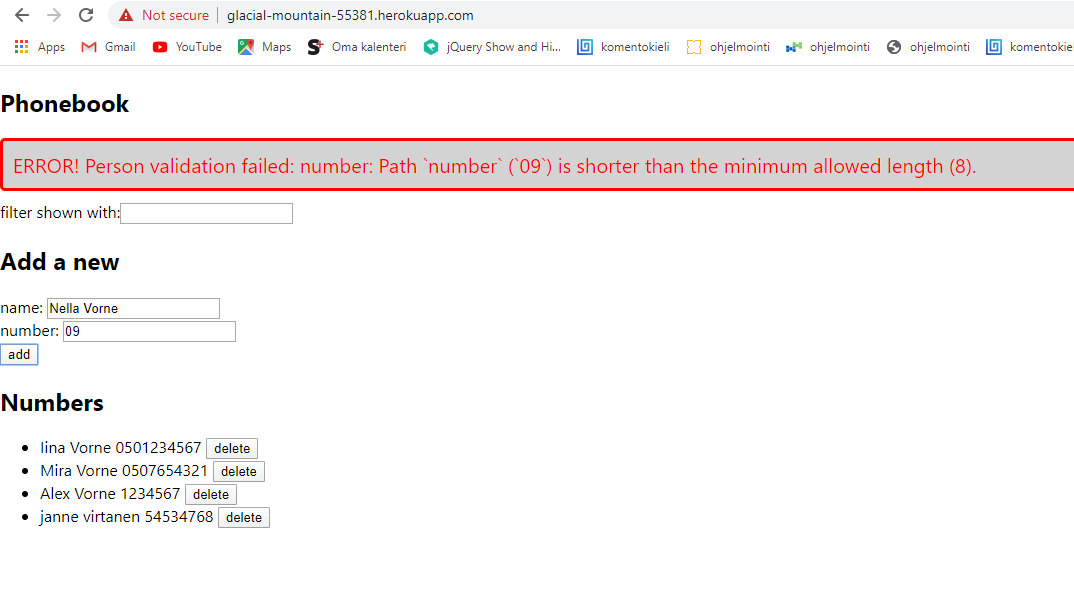 Not secure glacial-mountain-55381.herokuapp.com
Apps Gmail YouTube Maps Oma kalenteri jQuery Show and Hi... komentokieli ohjelmointi ohjelmointi ohjelmointi komentokiel
Phonebook
ERROR! Person validation failed: number: Path `number` (`09`) is shorter than the minimum allowed length (8).
filter shown with:
Add a new
name: Nella Vorne
number: 09
add
Numbers
Iina Vorne 0501234567 delete
Mira Vorne 0507654321 delete
Alex Vorne 1234567 delete
janne virtanen 54534768 delete